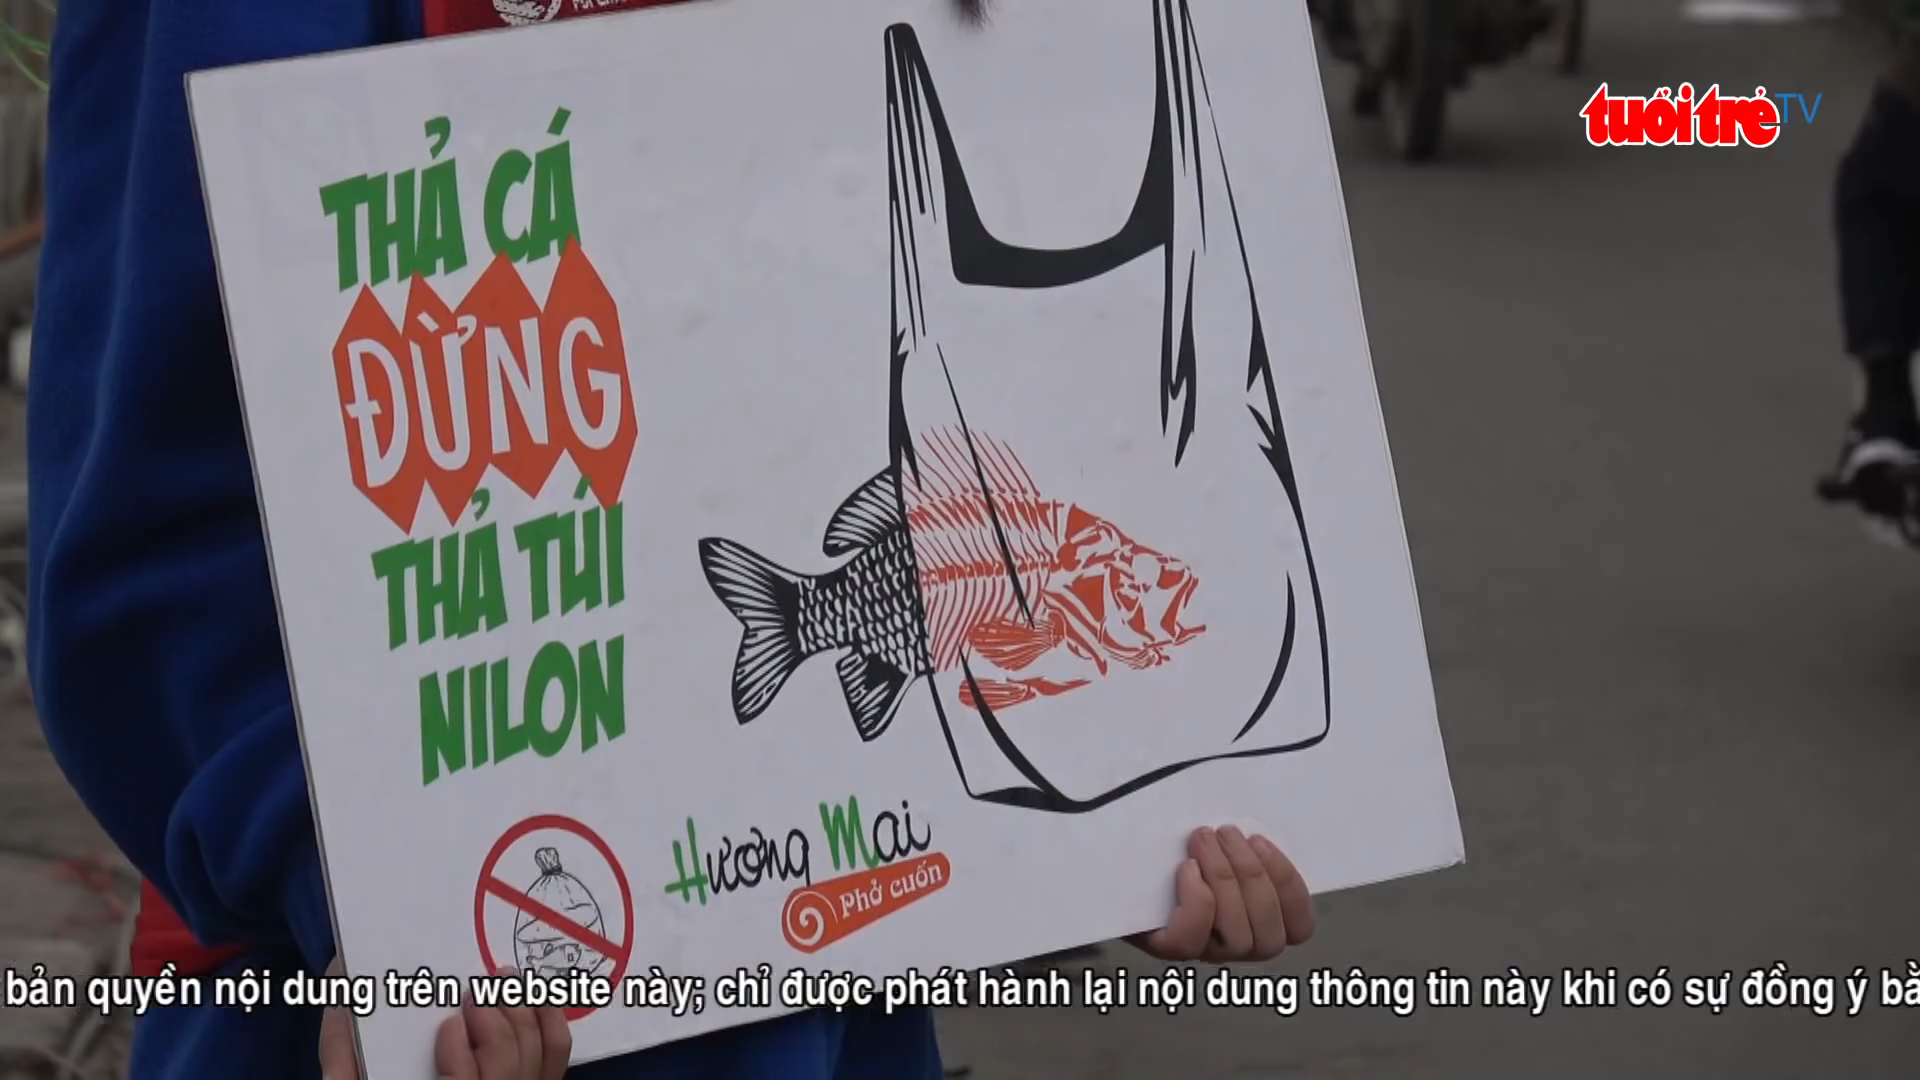 tuổi trẻ TV
THẢ CÁ
ĐỪNG
THẢ TÚI
NILON
Hương Mai
Phở cuốn
bản quyền nội dung trên website này; chỉ được phát hành lại nội dung thông tin này khi có sự đồng ý